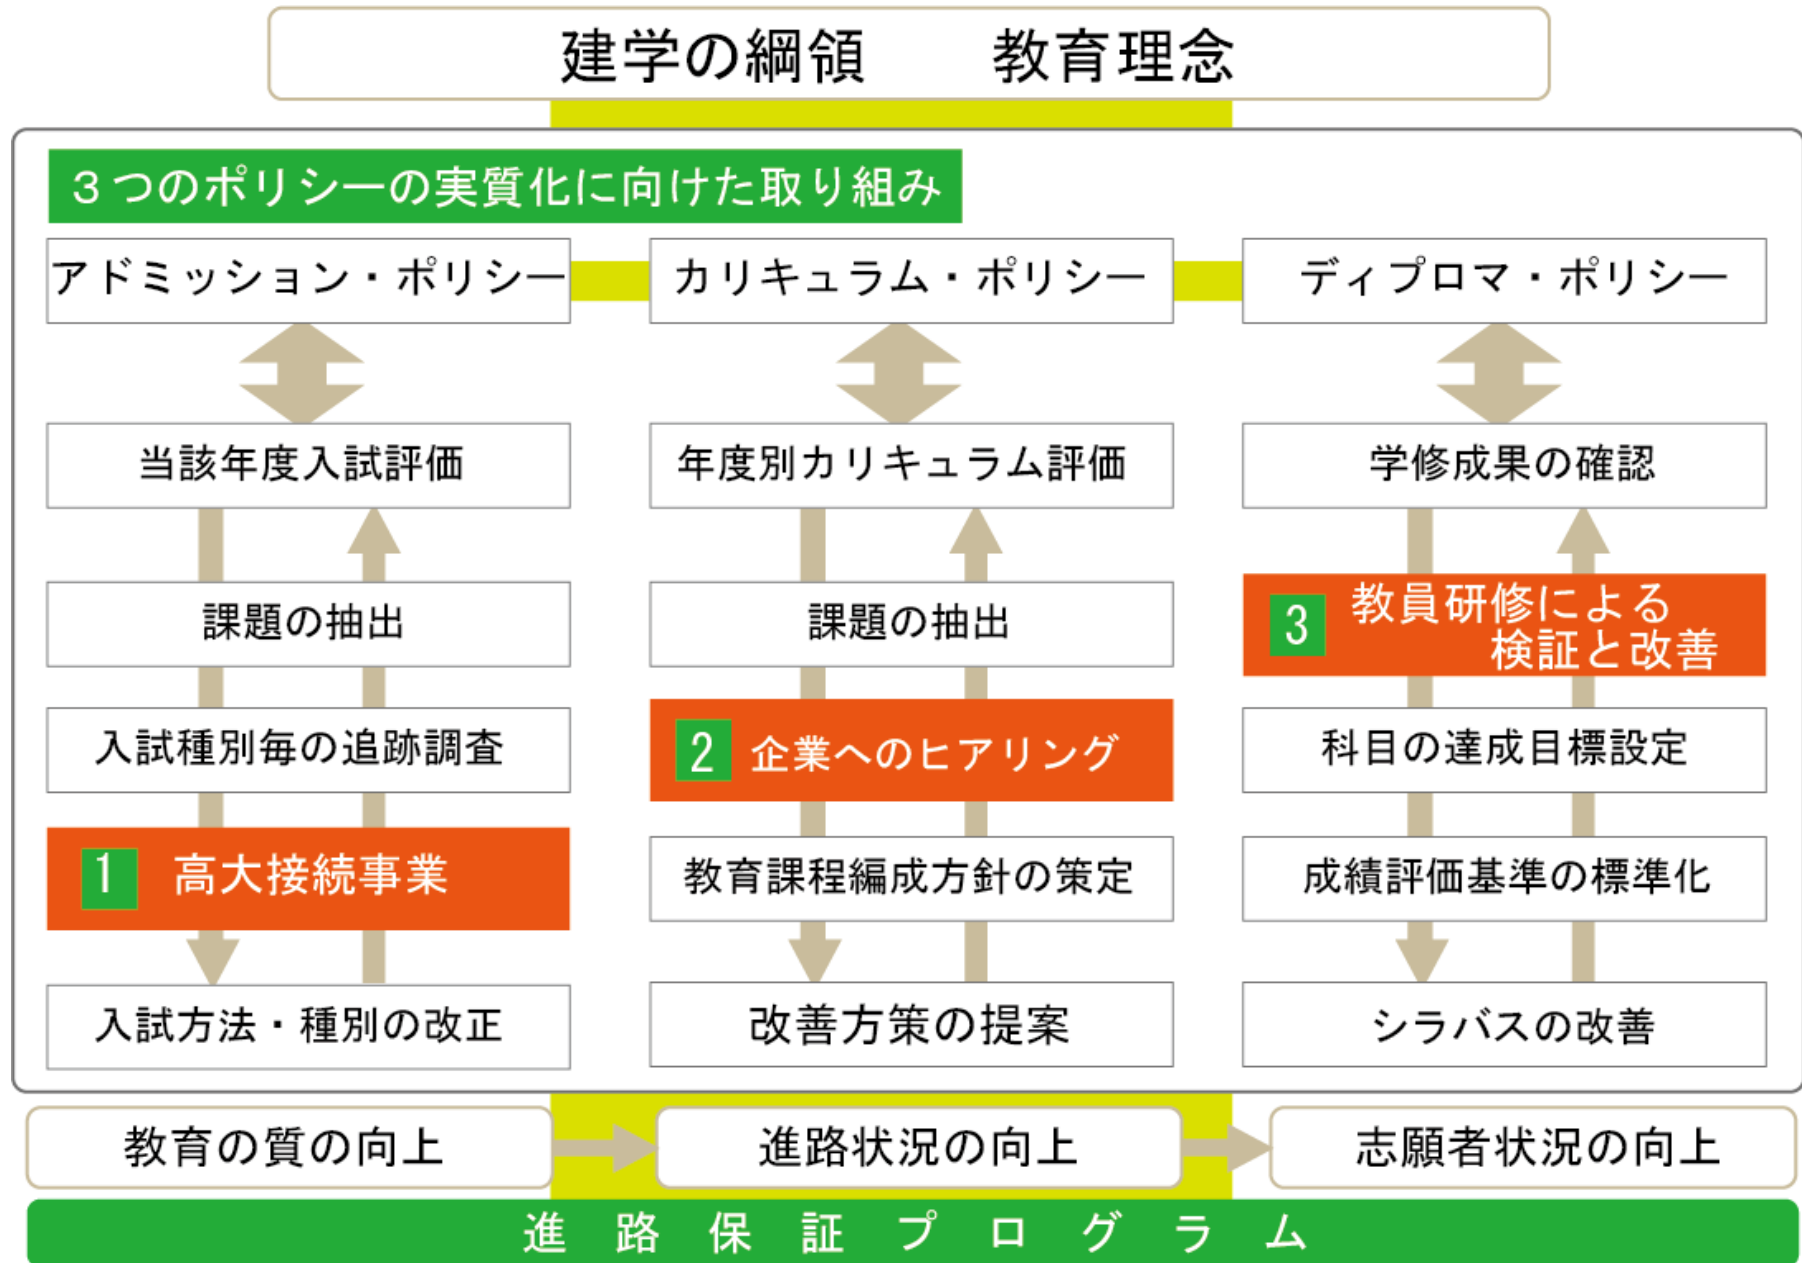 建学の綱領　　教育理念
３つのポリシーの実質化に向けた取り組み
アドミッション・ポリシー
カリキュラム・ポリシー
ディプロマ・ポリシー
当該年度入試評価
年度別カリキュラム評価
学修成果の確認
課題の抽出
課題の抽出
3 教員研修による
検証と改善
入試種別毎の追跡調査
2 企業へのヒアリング
科目の達成目標設定
1 高大接続事業
教育課程編成方針の策定
成績評価基準の標準化
入試方法・種別の改正
改善方策の提案
シラバスの改善
教育の質の向上
進路状況の向上
志願者状況の向上
進路保証プログラム